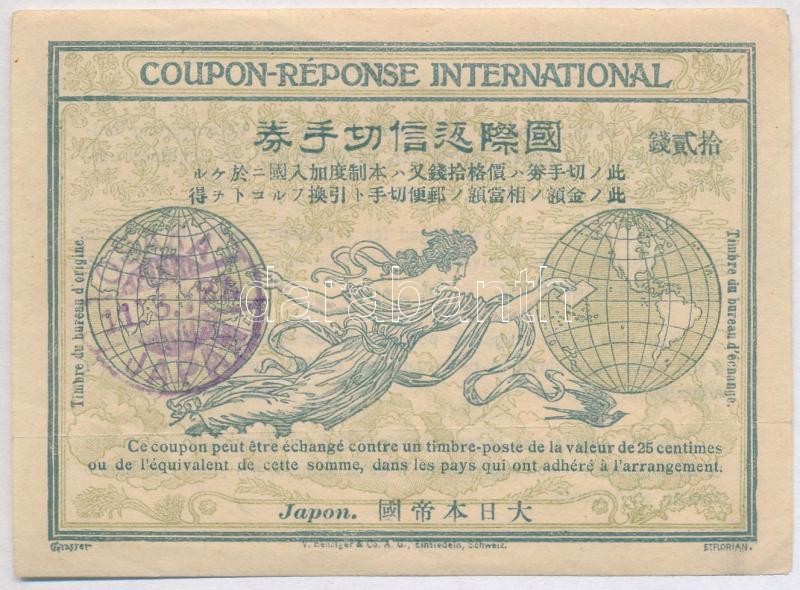 COUPON-RÉPONSE INTERNATIONAL
券手切信返際國
錢貳拾
ルケ於ニ國入加度制本ハ又錢拾格價ハ劵手切ノ此
得チトコルフ換引ト手切便郵ノ額當相ノ額金ノ此
Timbre du bureau d'origine.
Timbre du bureau d'échange.
darabanth
Ce coupon peut être échangé contre un timbre-poste de la valeur de 25 centimes
ou de l'équivalent de cette somme, dans les pays qui ont adhéré à l'arrangement.
Japon. 國帝本日大
Grasset
V. Benziger & Co. A. G., Einsiedeln, Schweiz.
E. FLORIAN.